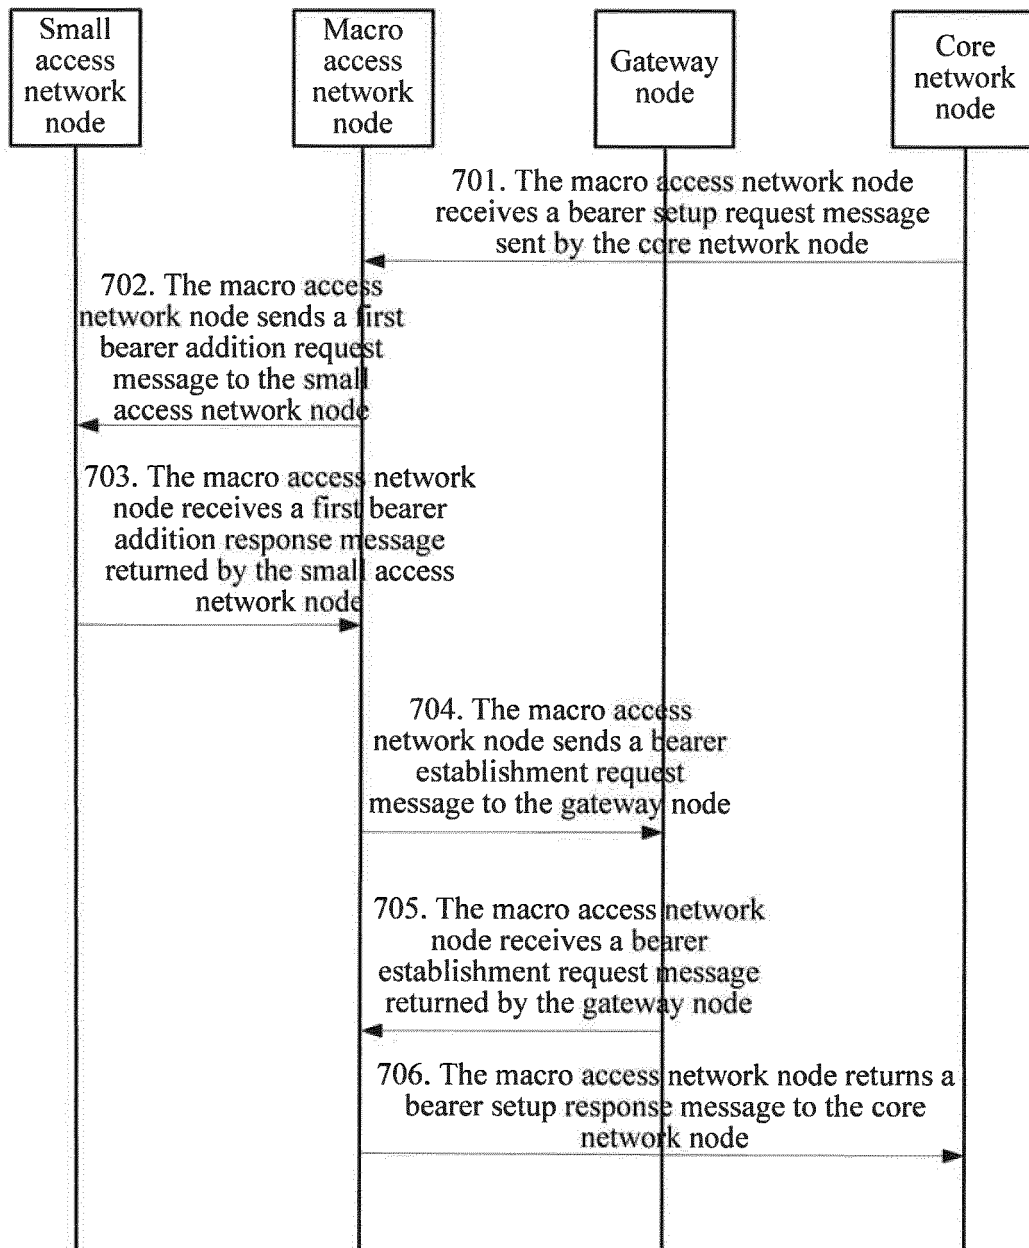 Small
access
network
node
Macro
access
network
node
Gateway
node
Core
network
node
701. The macro access network node
receives a bearer setup request message
sent by the core network node
702. The macro access
network node sends a first
bearer addition request
message to the small
access network node
703. The macro access network
node receives a first bearer
addition response message
returned by the small access
network node
704. The macro access
network node sends a bearer
establishment request
message to the gateway node
705. The macro access network
node receives a bearer
establishment request message
returned by the gateway node
706. The macro access network node returns a
bearer setup response message to the core
network node